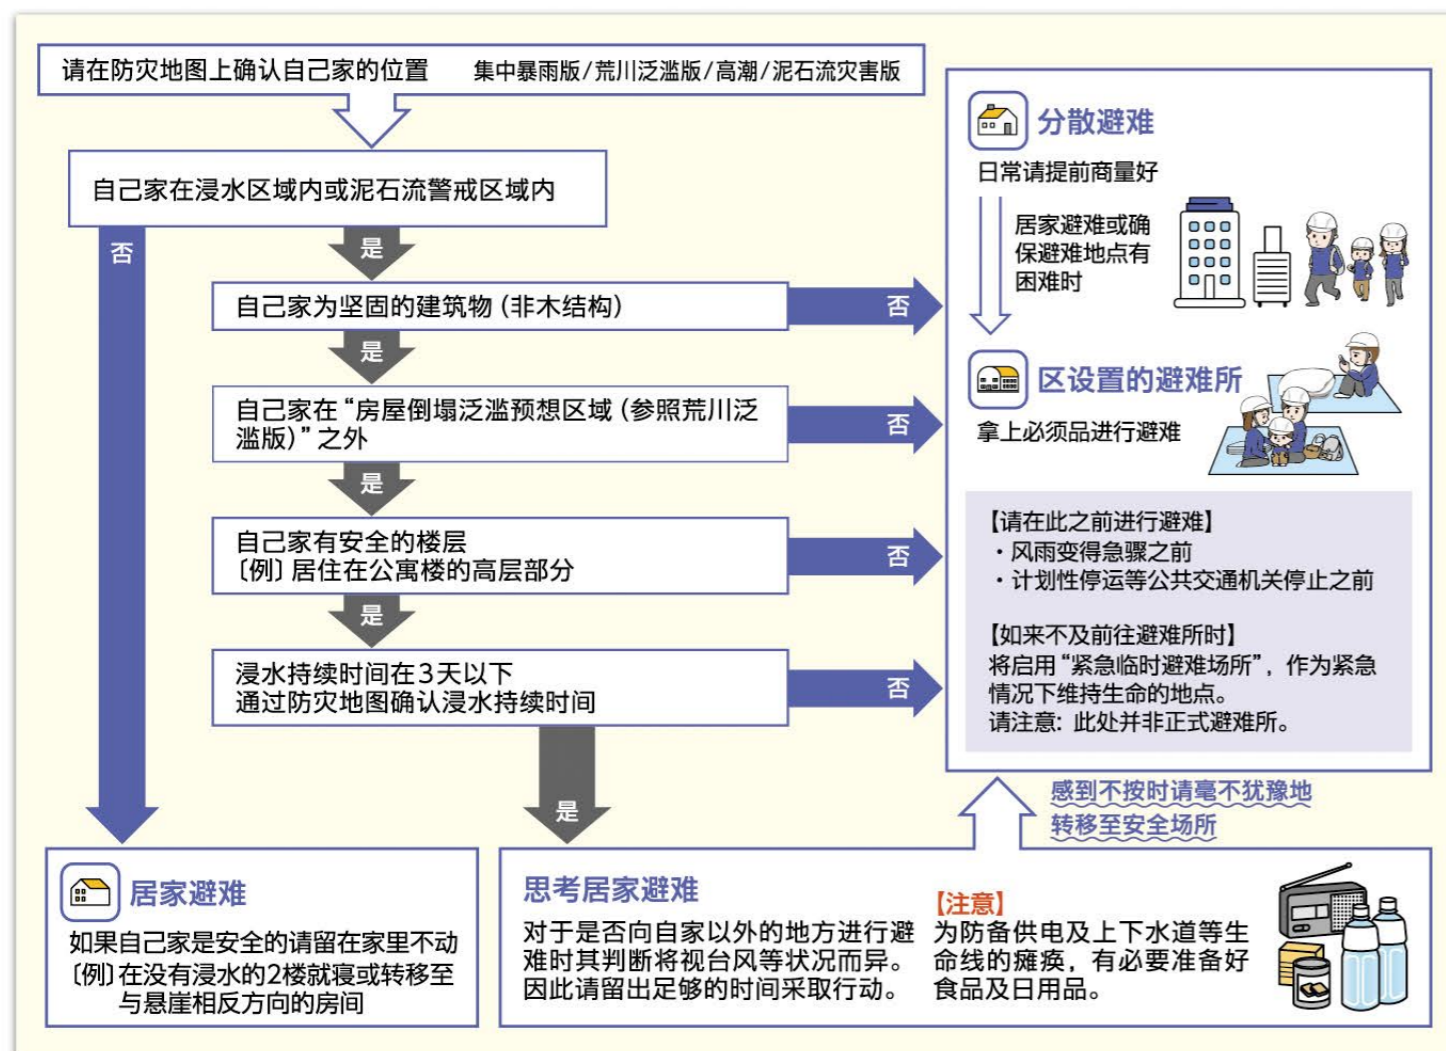 请在防灾地图上确认自己家的位置 集中暴雨版/荒川泛滥版/高潮/泥石流灾害版
自己家在浸水区域内或泥石流警戒区域内
否
是
自己家为坚固的建筑物（非木结构）
否
是
自己家在“房屋倒塌泛滥预想区域（参照荒川泛
滥版）”之外
否
是
自己家有安全的楼层
〔例〕居住在公寓楼的高层部分
否
是
浸水持续时间在3天以下
通过防灾地图确认浸水持续时间
否
是
分散避难
日常请提前商量好
居家避难或确
保避难地点有
困难时
区设置的避难所
拿上必须品进行避难
【请在此之前进行避难】
・风雨变得急骤之前
・计划性停运等公共交通机关停止之前
【如来不及前往避难所时】
将启用“紧急临时避难场所”，作为紧急
情况下维持生命的地点。
请注意：此处并非正式避难所。
感到不按时请毫不犹豫地
转移至安全场所
居家避难
如果自己家是安全的请留在家里不动
〔例〕在没有浸水的2楼就寝或转移至
与悬崖相反方向的房间
思考居家避难
对于是否向自家以外的地方进行避
难时其判断将视台风等状况而异。
因此请留出足够的时间采取行动。
【注意】
为防备供电及上下水道等生
命线的瘫痪，有必要准备好
食品及日用品。